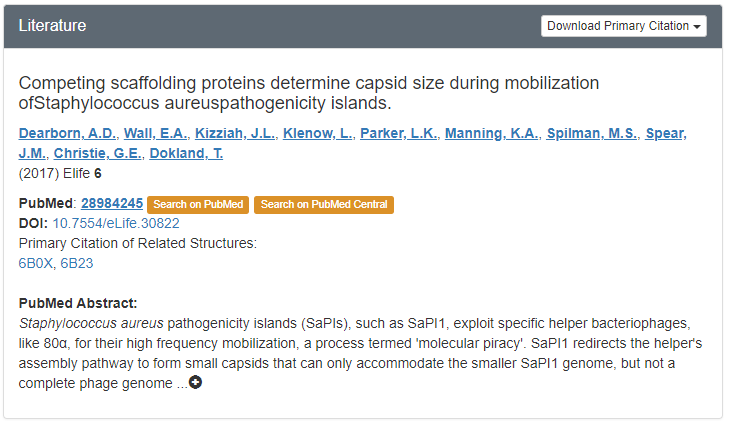 Literature
Download Primary Citation
Competing scaffolding proteins determine capsid size during mobilization
ofStaphylococcus aureuspathogenicity islands.
Dearborn, A.D., Wall, E.A., Kizziah, J.L., Klenow, L., Parker, L.K., Manning, K.A., Spilman, M.S., Spear,
J.M., Christie, G.E., Dokland, T.
(2017) Elife 6
PubMed: 28984245 Search on PubMed Search on PubMed Central
DOI: 10.7554/eLife.30822
Primary Citation of Related Structures:
6B0X, 6B23
PubMed Abstract:
Staphylococcus aureus pathogenicity islands (SaPIs), such as SaPI1, exploit specific helper bacteriophages,
like 80α, for their high frequency mobilization, a process termed 'molecular piracy'. SaPI1 redirects the helper's
assembly pathway to form small capsids that can only accommodate the smaller SaPI1 genome, but not a
complete phage genome ...